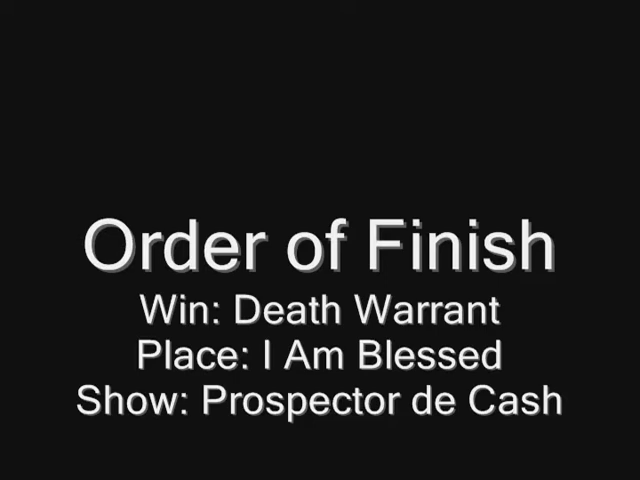 Order of Finish
Win: Death Warrant
Place: I Am Blessed
Show: Prospector de Cash